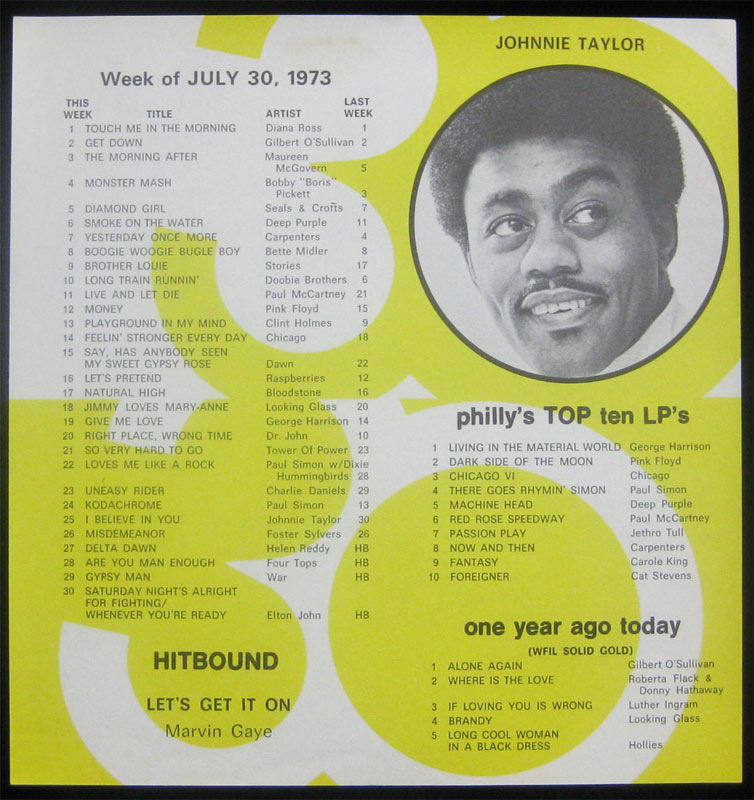 Week of JULY 30, 1973
THIS WEEK TITLE ARTIST LAST WEEK
1 TOUCH ME IN THE MORNING Diana Ross 1
2 GET DOWN Gilbert O'Sullivan 2
3 THE MORNING AFTER Maureen
McGovern 5
4 MONSTER MASH Bobby "Boris"
Pickett 3
5 DIAMOND GIRL Seals & Crofts 7
6 SMOKE ON THE WATER Deep Purple 11
7 YESTERDAY ONCE MORE Carpenters 4
8 BOOGIE WOOGIE BUGLE BOY Bette Midler 8
9 BROTHER LOUIE Stories 17
10 LONG TRAIN RUNNIN' Doobie Brothers 6
11 LIVE AND LET DIE Paul McCartney 21
12 MONEY Pink Floyd 15
13 PLAYGROUND IN MY MIND Clint Holmes 9
14 FEELIN' STRONGER EVERY DAY Chicago 18
15 SAY, HAS ANYBODY SEEN
MY SWEET GYPSY ROSE Dawn 22
16 LET'S PRETEND Raspberries 12
17 NATURAL HIGH Bloodstone 16
18 JIMMY LOVES MARY-ANNE Looking Glass 20
19 GIVE ME LOVE George Harrison 14
20 RIGHT PLACE, WRONG TIME Dr. John 10
21 SO VERY HARD TO GO Tower Of Power 23
22 LOVES ME LIKE A ROCK Paul Simon w/Dixie
Hummingbirds 28
23 UNEASY RIDER Charlie Daniels 29
24 KODACHROME Paul Simon 13
25 I BELIEVE IN YOU Johnnie Taylor 30
26 MISDEMEANOR Foster Sylvers 26
27 DELTA DAWN Helen Reddy HB
28 ARE YOU MAN ENOUGH Four Tops HB
29 GYPSY MAN War HB
30 SATURDAY NIGHT'S ALRIGHT
FOR FIGHTING/
WHENEVER YOU'RE READY Elton John HB
HITBOUND
LET'S GET IT ON
Marvin Gaye
JOHNNIE TAYLOR
philly's TOP ten LP's
1 LIVING IN THE MATERIAL WORLD George Harrison
2 DARK SIDE OF THE MOON Pink Floyd
3 CHICAGO VI Chicago
4 THERE GOES RHYMIN' SIMON Paul Simon
5 MACHINE HEAD Deep Purple
6 RED ROSE SPEEDWAY Paul McCartney
7 PASSION PLAY Jethro Tull
8 NOW AND THEN Carpenters
9 FANTASY Carole King
10 FOREIGNER Cat Stevens
one year ago today
(WFIL SOLID GOLD)
1 ALONE AGAIN Gilbert O'Sullivan
2 WHERE IS THE LOVE Roberta Flack &
Donny Hathaway
3 IF LOVING YOU IS WRONG Luther Ingram
4 BRANDY Looking Glass
5 LONG COOL WOMAN
IN A BLACK DRESS Hollies